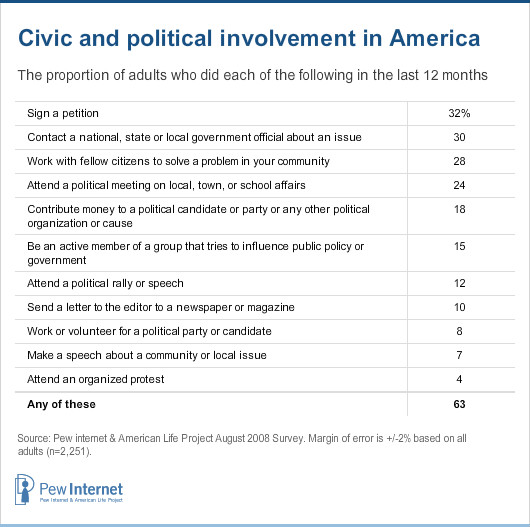 Civic and political involvement in America
The proportion of adults who did each of the following in the last 12 months
Sign a petition 32%
Contact a national, state or local government official about an issue 30
Work with fellow citizens to solve a problem in your community 28
Attend a political meeting on local, town, or school affairs 24
Contribute money to a political candidate or party or any other political 18
organization or cause
Be an active member of a group that tries to influence public policy or 15
government
Attend a political rally or speech 12
Send a letter to the editor to a newspaper or magazine 10
Work or volunteer for a political party or candidate 8
Make a speech about a community or local issue 7
Attend an organized protest 4
Any of these 63
Source: Pew internet & American Life Project August 2008 Survey. Margin of error is +/-2% based on all
adults (n=2,251).
Pew Internet
Pew Internet & American Life Project